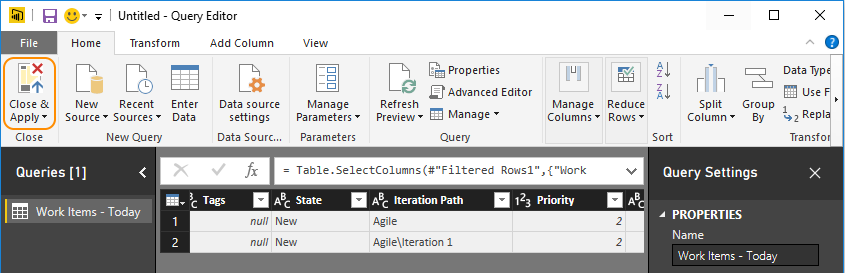 Untitled - Query Editor
File Home Transform Add Column View
Close & Apply
New Source
Recent Sources
Enter Data
Data source settings
Manage Parameters
Refresh Preview
Properties
Advanced Editor
Manage
Manage Columns
Reduce Rows
Split Column
Group By
Data Type
Use F
Repla
Close New Query Data Sourc... Parameters Query Sort Transform
Queries [1]
= Table.SelectColumns(#"Filtered Rows1",{"Work
Query Settings
Work Items - Today
Tags State Iteration Path Priority
1 null New Agile 2
2 null New Agile\Iteration 1 2
PROPERTIES
Name
Work Items - Today